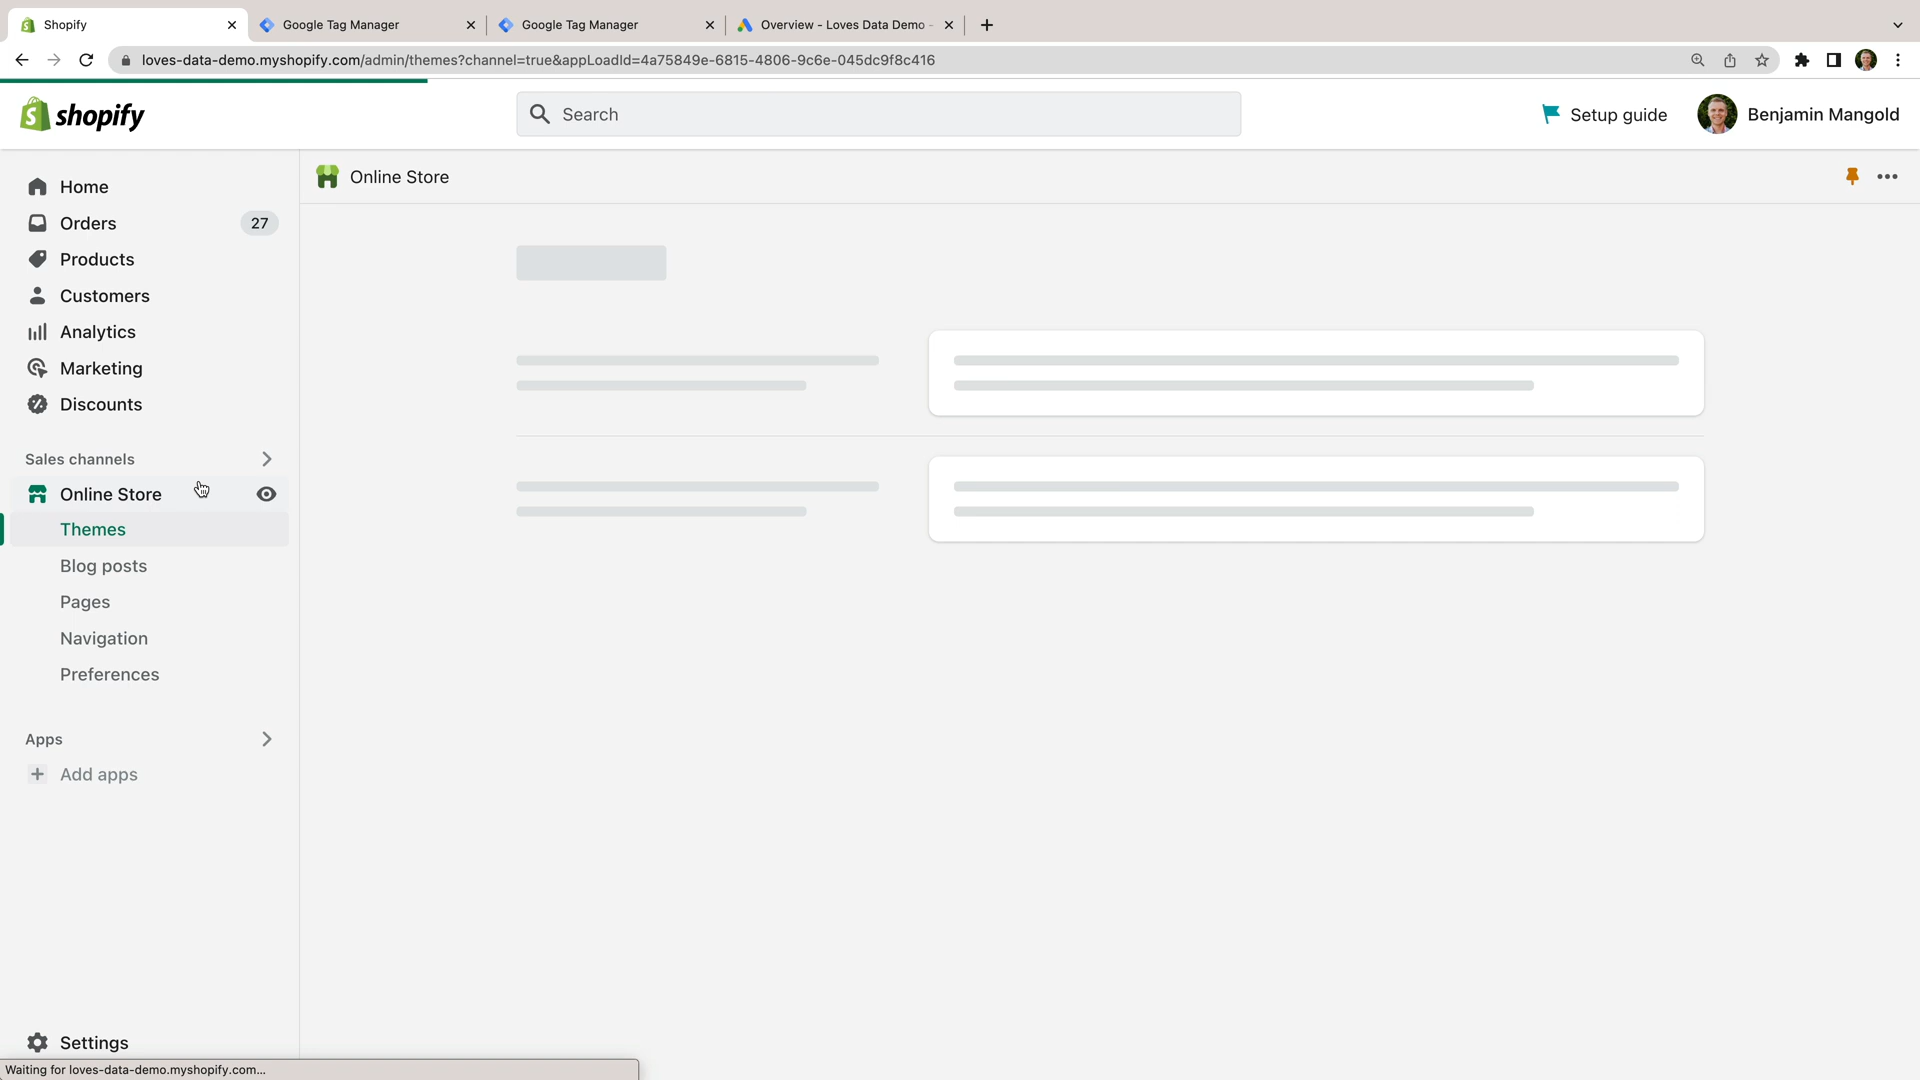 Shopify
Google Tag Manager
Google Tag Manager
Overview - Loves Data Demo -
loves-data-demo.myshopify.com/admin/themes?channel=true&appLoadId=4a75849e-6815-4806-9c6e-045dc9f8c416
shopify
Search
Setup guide
Benjamin Mangold
Home
Online Store
Orders
27
Products
Customers
Analytics
Marketing
Discounts
Sales channels
Online Store
Themes
Blog posts
Pages
Navigation
Preferences
Apps
Add apps
Settings
Waiting for loves-data-demo.myshopify.com...